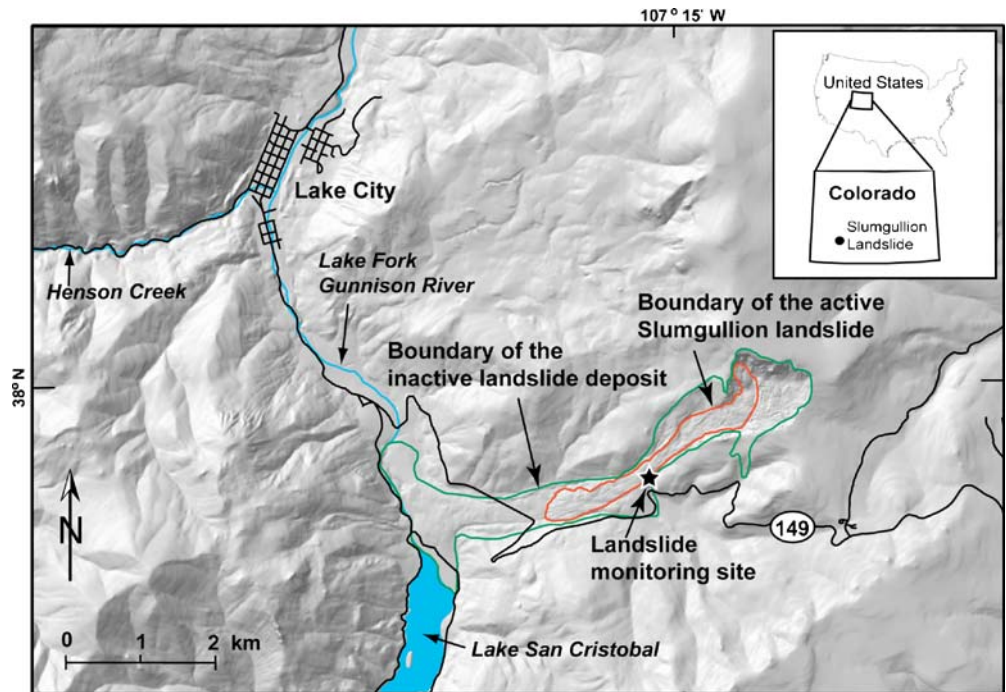 107° 15' W
United States
Colorado
Slumgullion
Landslide
Lake City
Henson Creek
Lake Fork
Gunnison River
Boundary of the active
Slumgullion landslide
Boundary of the
inactive landslide deposit
38° N
149
N
Landslide
monitoring site
0 1 2 km
Lake San Cristobal